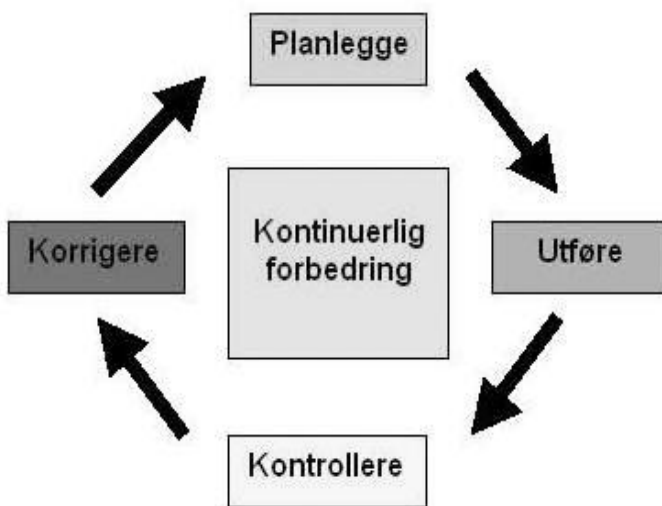 Planlegge
Korrigere
Kontinuerlig
forbedring
Utføre
Kontrollere